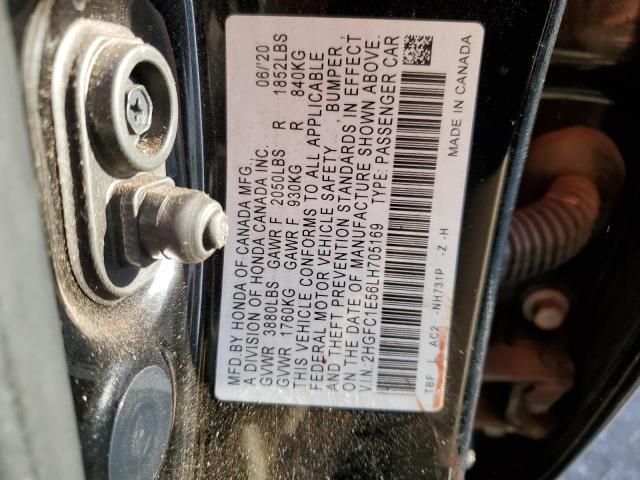 MFD.BY HONDA OF CANADA MFG. 06/'20
A DIVISION OF HONDA CANADA INC.
GVWR 3880LBS GAWR F 2050LBS R 1852LBS
GVWR 1760KG GAWR F 930KG R 840KG
THIS VEHICLE CONFORMS TO ALL APPLICABLE
FEDERAL MOTOR VEHICLE SAFETY , BUMPER,
AND THEFT PREVENTION STANDARDS IN EFFECT
ON THE DATE OF MANUFACTURE SHOWN ABOVE.
V.I.N.:2HGFC1E56LH705169 TYPE: PASSENGER CAR
TBF AC2 -NH731P -Z -H MADE IN CANADA